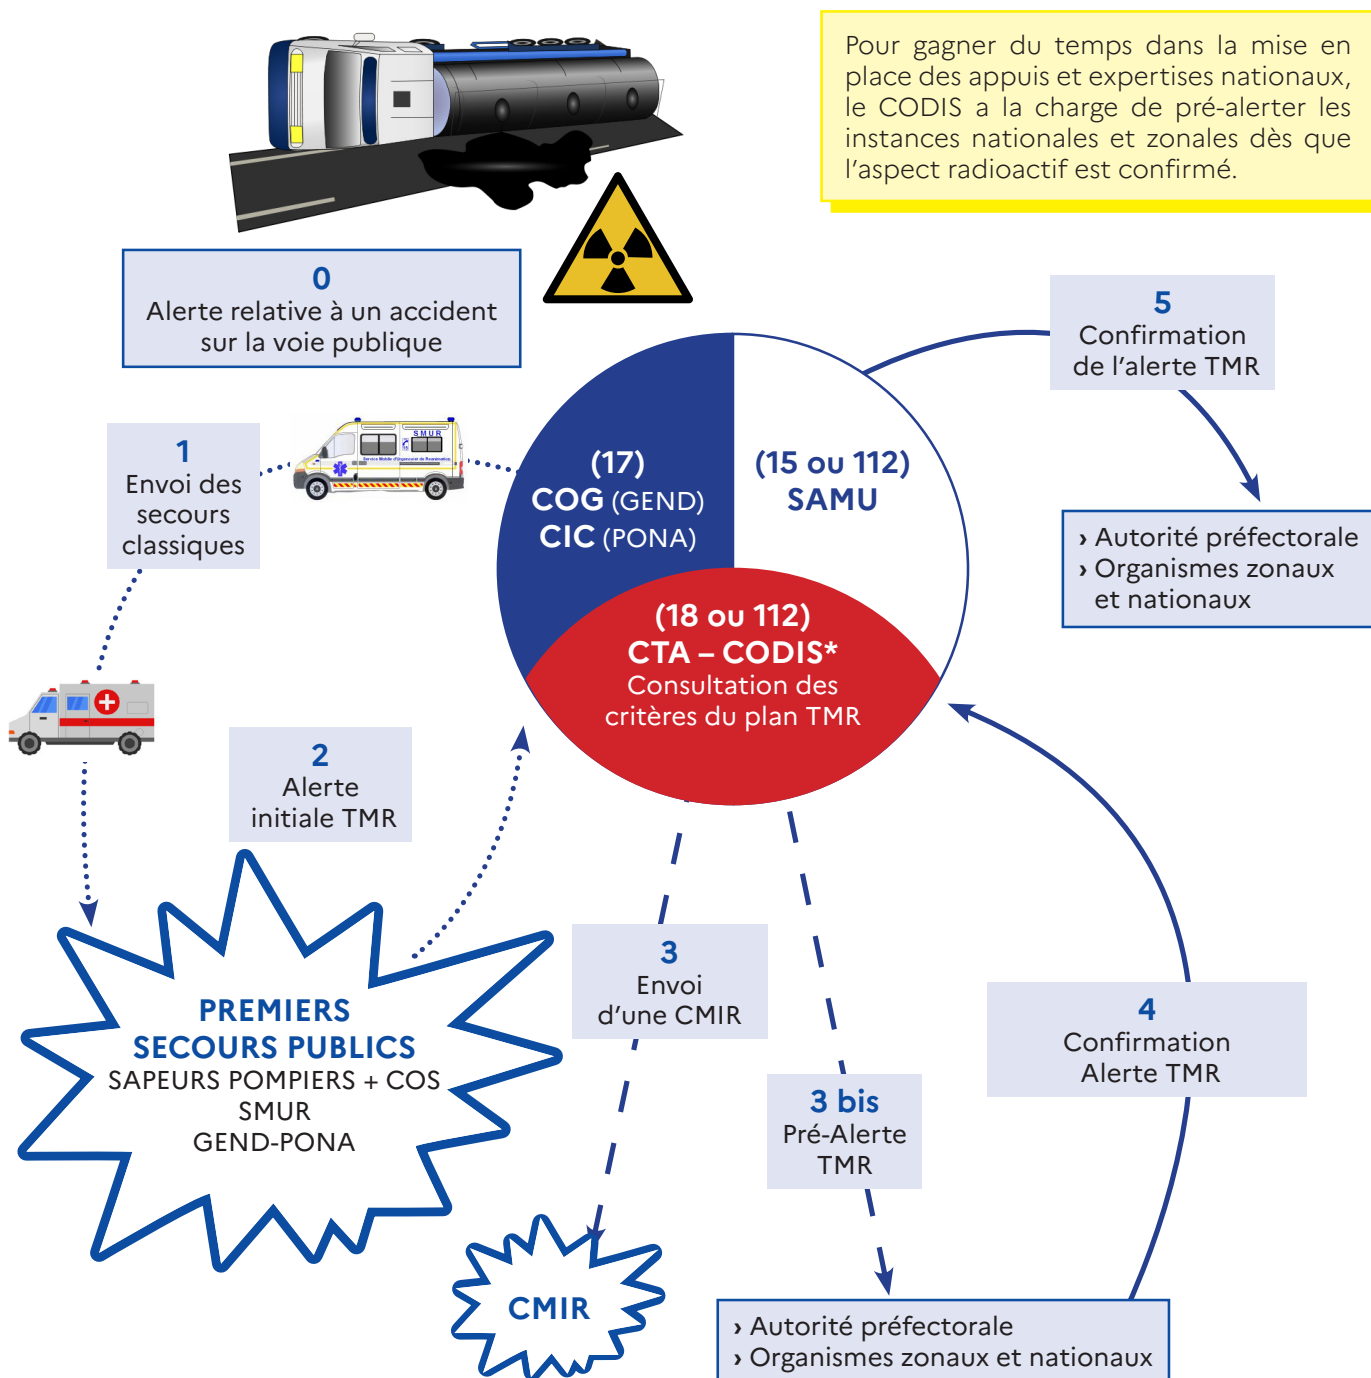 Pour gagner du temps dans la mise en
place des appuis et expertises nationaux,
le CODIS a la charge de pré-alerter les
instances nationales et zonales dès que
l’aspect radioactif est confirmé.
0
Alerte relative à un accident
sur la voie publique
5
Confirmation
de l’alerte TMR
1
Envoi des
secours
classiques
SMUR
(17)
COG (GEND)
CIC (PONA)
(15 ou 112)
SAMU
› Autorité préfectorale
› Organismes zonaux
et nationaux
(18 ou 112)
CTA – CODIS*
Consultation des
critères du plan TMR
2
Alerte
initiale TMR
PREMIERS
SECOURS PUBLICS
SAPEURS POMPIERS + COS
SMUR
GEND-PONA
3
Envoi
d’une CMIR
3 bis
Pré-Alerte
TMR
4
Confirmation
Alerte TMR
CMIR
› Autorité préfectorale
› Organismes zonaux et nationaux